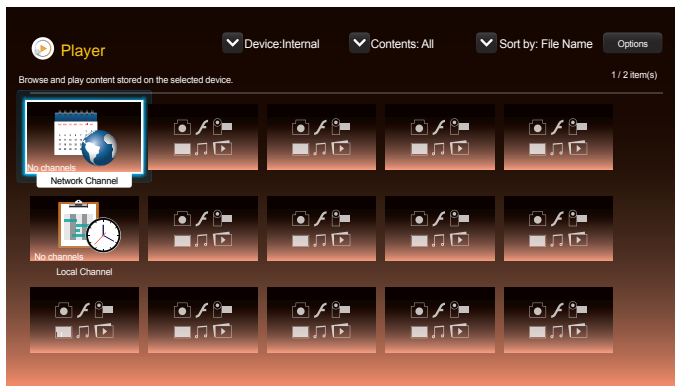 Player
Device:Internal
Contents: All
Sort by: File Name
Options
Browse and play content stored on the selected device.
1 / 2 item(s)
No channels
Network Channel
No channels
Local Channel